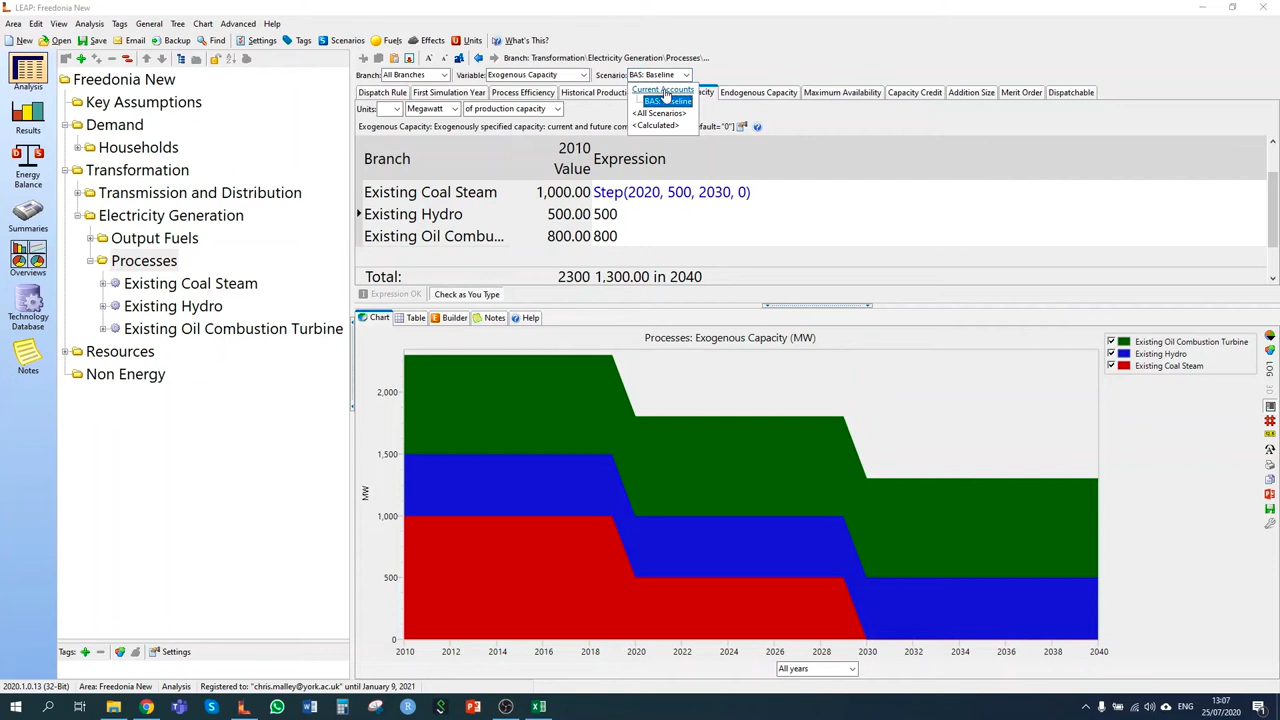 LEAP: Freedonia New
Area Edit View Analysis Tags General Tree Chart Advanced Help
New Open Save Email Backup Find Settings Tags Scenarios Fuels Effects Units What's This?
Analysis
Results
Energy
Balance
Summaries
Overviews
Technology
Database
Notes
Freedonia New
Key Assumptions
Demand
Households
Transformation
Transmission and Distribution
Electricity Generation
Output Fuels
Processes
Existing Coal Steam
Existing Hydro
Existing Oil Combustion Turbine
Resources
Non Energy
Tags: Settings
Branch: Transformation\Electricity Generation\Processes\...
Branch: All Branches Variable: Exogenous Capacity Scenario: BAS: Baseline
Current Accounts
<All Scenarios>
<Calculated>
Dispatch Rule First Simulation Year Process Efficiency Endogenous Capacity Maximum Availability Capacity Credit Addition Size Merit Order Dispatchable
Units: Megawatt of production capacity
Exogenous Capacity: Exogenously specified capacity: current and future
Branch 2010 Value Expression
Existing Coal Steam 1,000.00 Step(2020, 500, 2030, 0)
Existing Hydro 500.00 500
Existing Oil Combu... 800.00 800
Total: 2300 1,300.00 in 2040
Expression OK Check as You Type
Chart Table Builder Notes Help
Processes: Exogenous Capacity (MW)
Existing Oil Combustion Turbine
Existing Hydro
Existing Coal Steam
LOG
2,000
1,500
1,000
500
0
MW
2010 2012 2014 2016 2018 2020 2022 2024 2026 2028 2030 2032 2034 2036 2038 2040
All years
2020.1.0.13 (32-Bit) Area: Freedonia New Analysis Registered to: "chris.malley@york.ac.uk" until January 9, 2021
ENG
13:07
25/07/2020